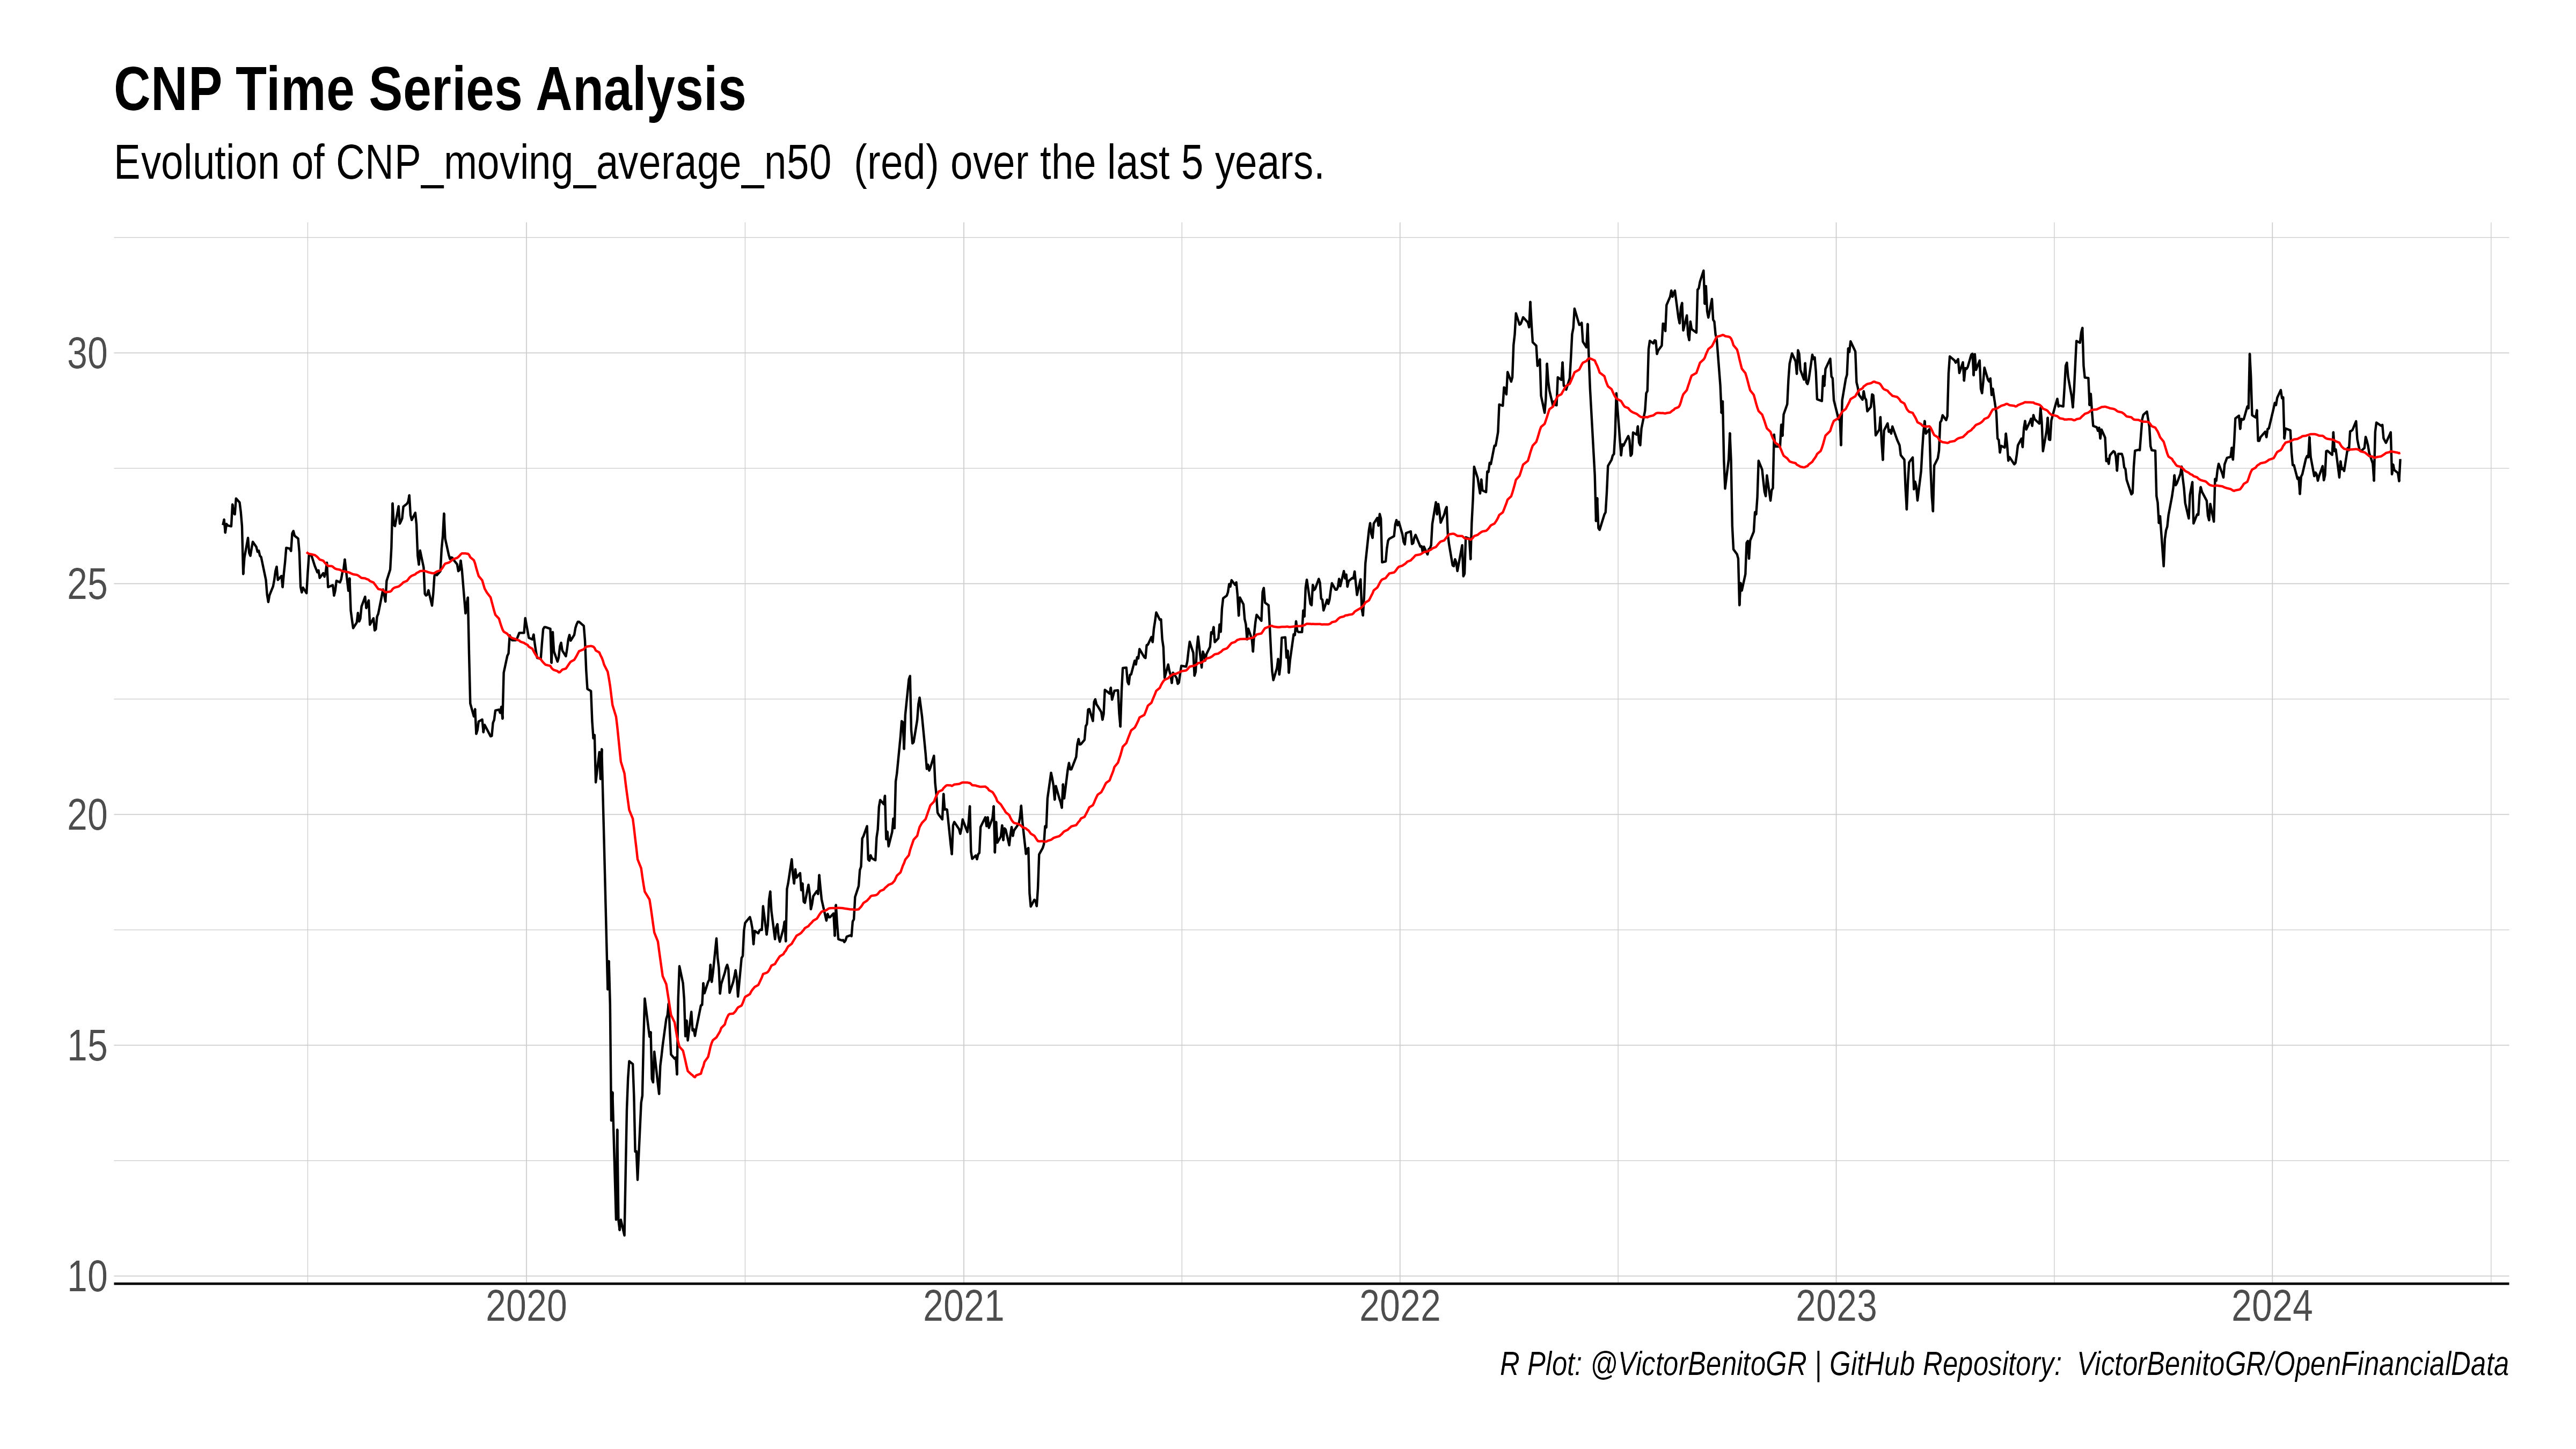 CNP Time Series Analysis
Evolution of CNP_moving_average_n50  (red) over the last 5 years.
30
25
20
15
10
2020 2021 2022 2023 2024
R Plot: @VictorBenitoGR | GitHub Repository:  VictorBenitoGR/OpenFinancialData